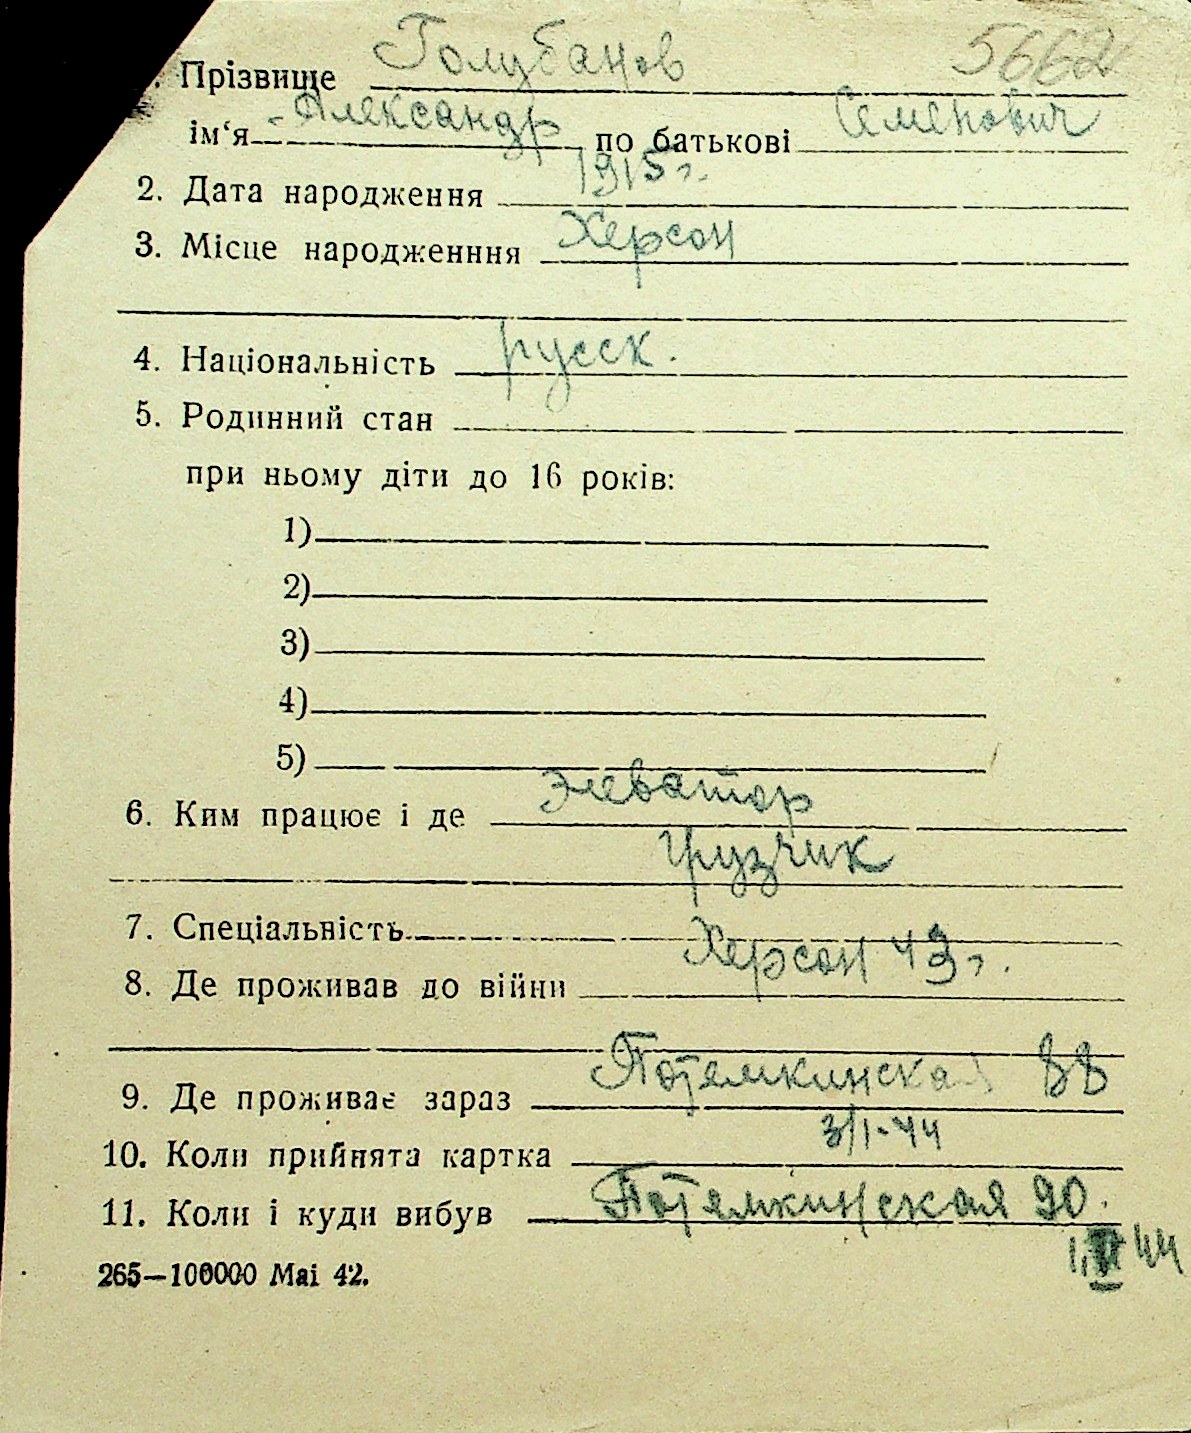 . Прізвище Голубанов 5662
ім‘я Александр по батькові Семенович
2. Дата народження 1915 г.
3. Місце народженння Херсон
4. Національність русск.
5. Родинний стан
при ньому діти до 16 років:
1)
2)
3)
4)
5)
6. Ким працює і де элеватор
грузчик
7. Спеціальність
8. Де проживав до війни Херсон 43 г.
9. Де проживає зараз Потемкинская 88
10. Коли прийнята картка 3/I-44
11. Коли і куди вибув Потемкинская 90.
44
265—100000 Mai 42.